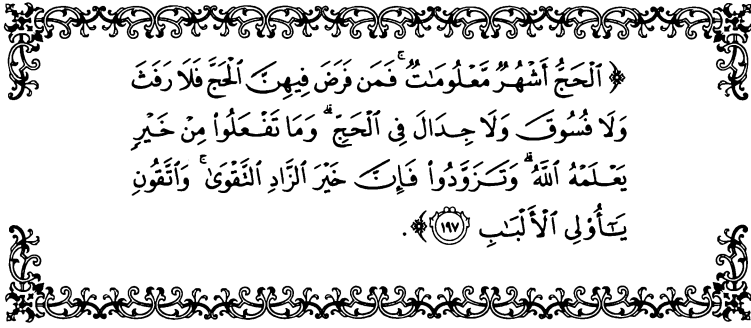 ﴿ ٱلْحَجُّ أَشْهُرٌ مَّعْلُومَٰتٌ ۚ فَمَن فَرَضَ فِيهِنَّ ٱلْحَجَّ فَلَا رَفَثَ
وَلَا فُسُوقَ وَلَا جِدَالَ فِى ٱلْحَجِّ ۗ وَمَا تَفْعَلُوا۟ مِنْ خَيْرٍ
يَعْلَمْهُ ٱللَّهُ ۗ وَتَزَوَّدُوا۟ فَإِنَّ خَيْرَ ٱلزَّادِ ٱلتَّقْوَىٰ ۚ وَٱتَّقُونِ
يَٰٓأُو۟لِى ٱلْأَلْبَٰبِ ١٩٧ ﴾.